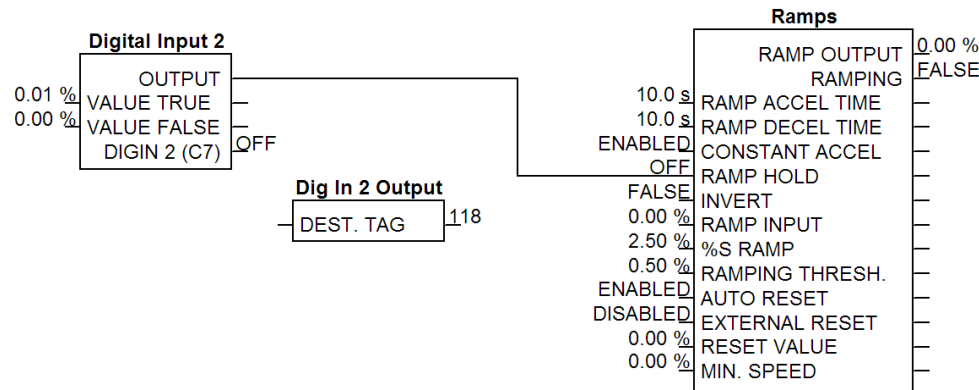 Digital Input 2
OUTPUT
0.01 % VALUE TRUE
0.00 % VALUE FALSE
DIGIN 2 (C7) OFF
Dig In 2 Output
DEST. TAG 118
Ramps
RAMP OUTPUT 0.00 %
RAMPING FALSE
10.0 s RAMP ACCEL TIME
10.0 s RAMP DECEL TIME
ENABLED CONSTANT ACCEL
OFF RAMP HOLD
FALSE INVERT
0.00 % RAMP INPUT
2.50 % %S RAMP
0.50 % RAMPING THRESH.
ENABLED AUTO RESET
DISABLED EXTERNAL RESET
0.00 % RESET VALUE
0.00 % MIN. SPEED